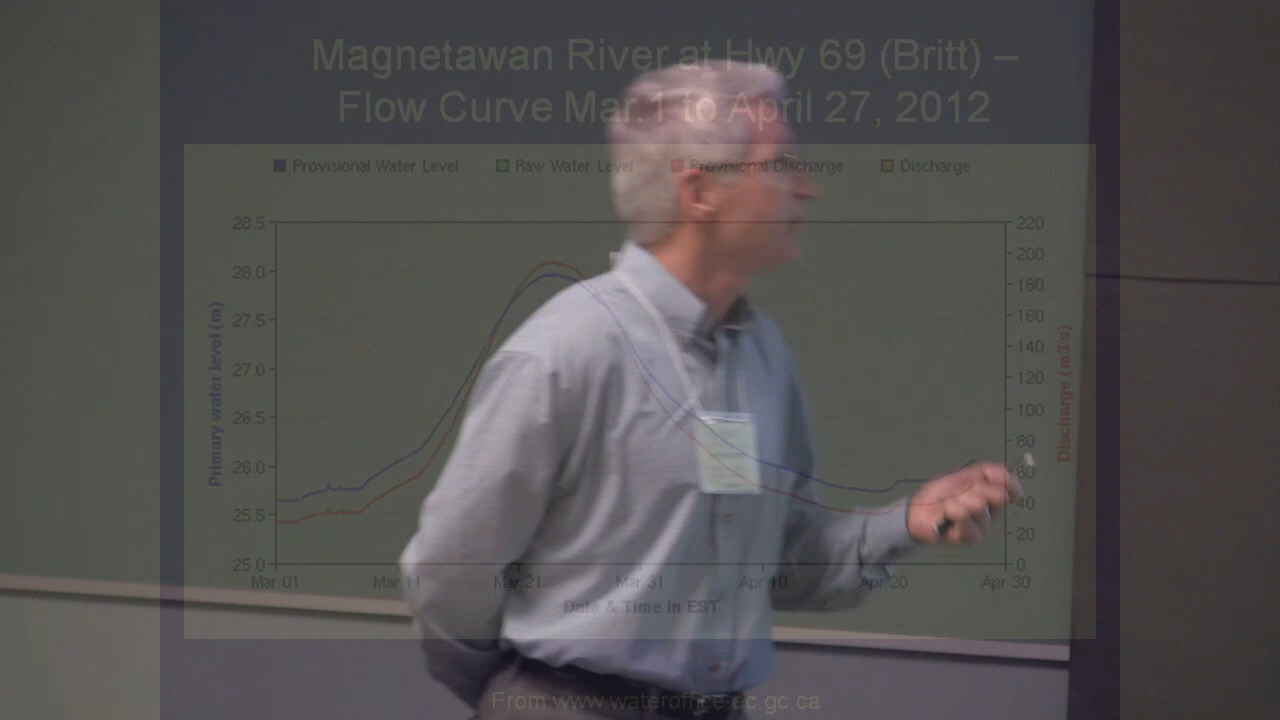 Magnetawan River at Hwy 69 (Britt) –
Flow Curve Mar. 1 to April 27, 2012
Provisional Water Level Raw Water Level Provisional Discharge Discharge
28.5
28.0
27.5
27.0
26.5
26.0
25.5
25.0
Primary water level (m)
220
200
180
160
140
120
100
80
60
40
20
0
Discharge (m3/s)
Mar 01 Mar 11 Mar 21 Mar 31 Apr 10 Apr 20 Apr 30
Date & Time in EST
From www.wateroffice.ec.gc.ca